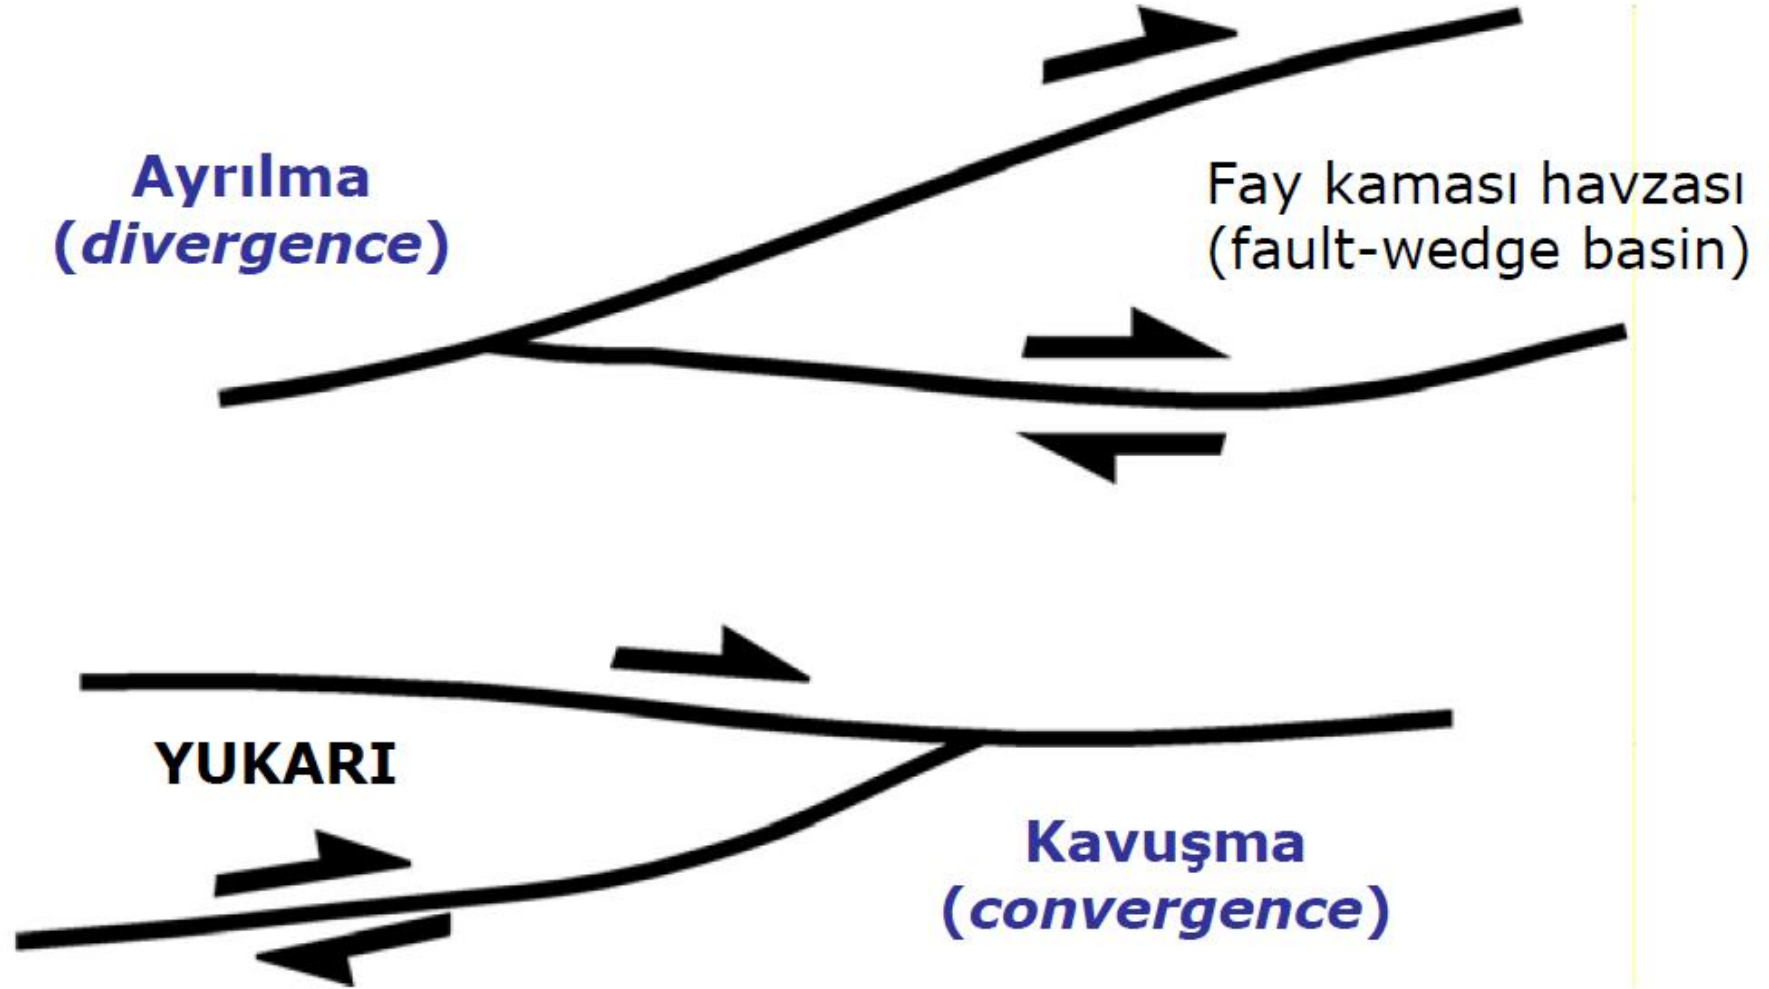 Ayrılma
(divergence)
Fay kaması havzası
(fault-wedge basin)
YUKARI
Kavuşma
(convergence)